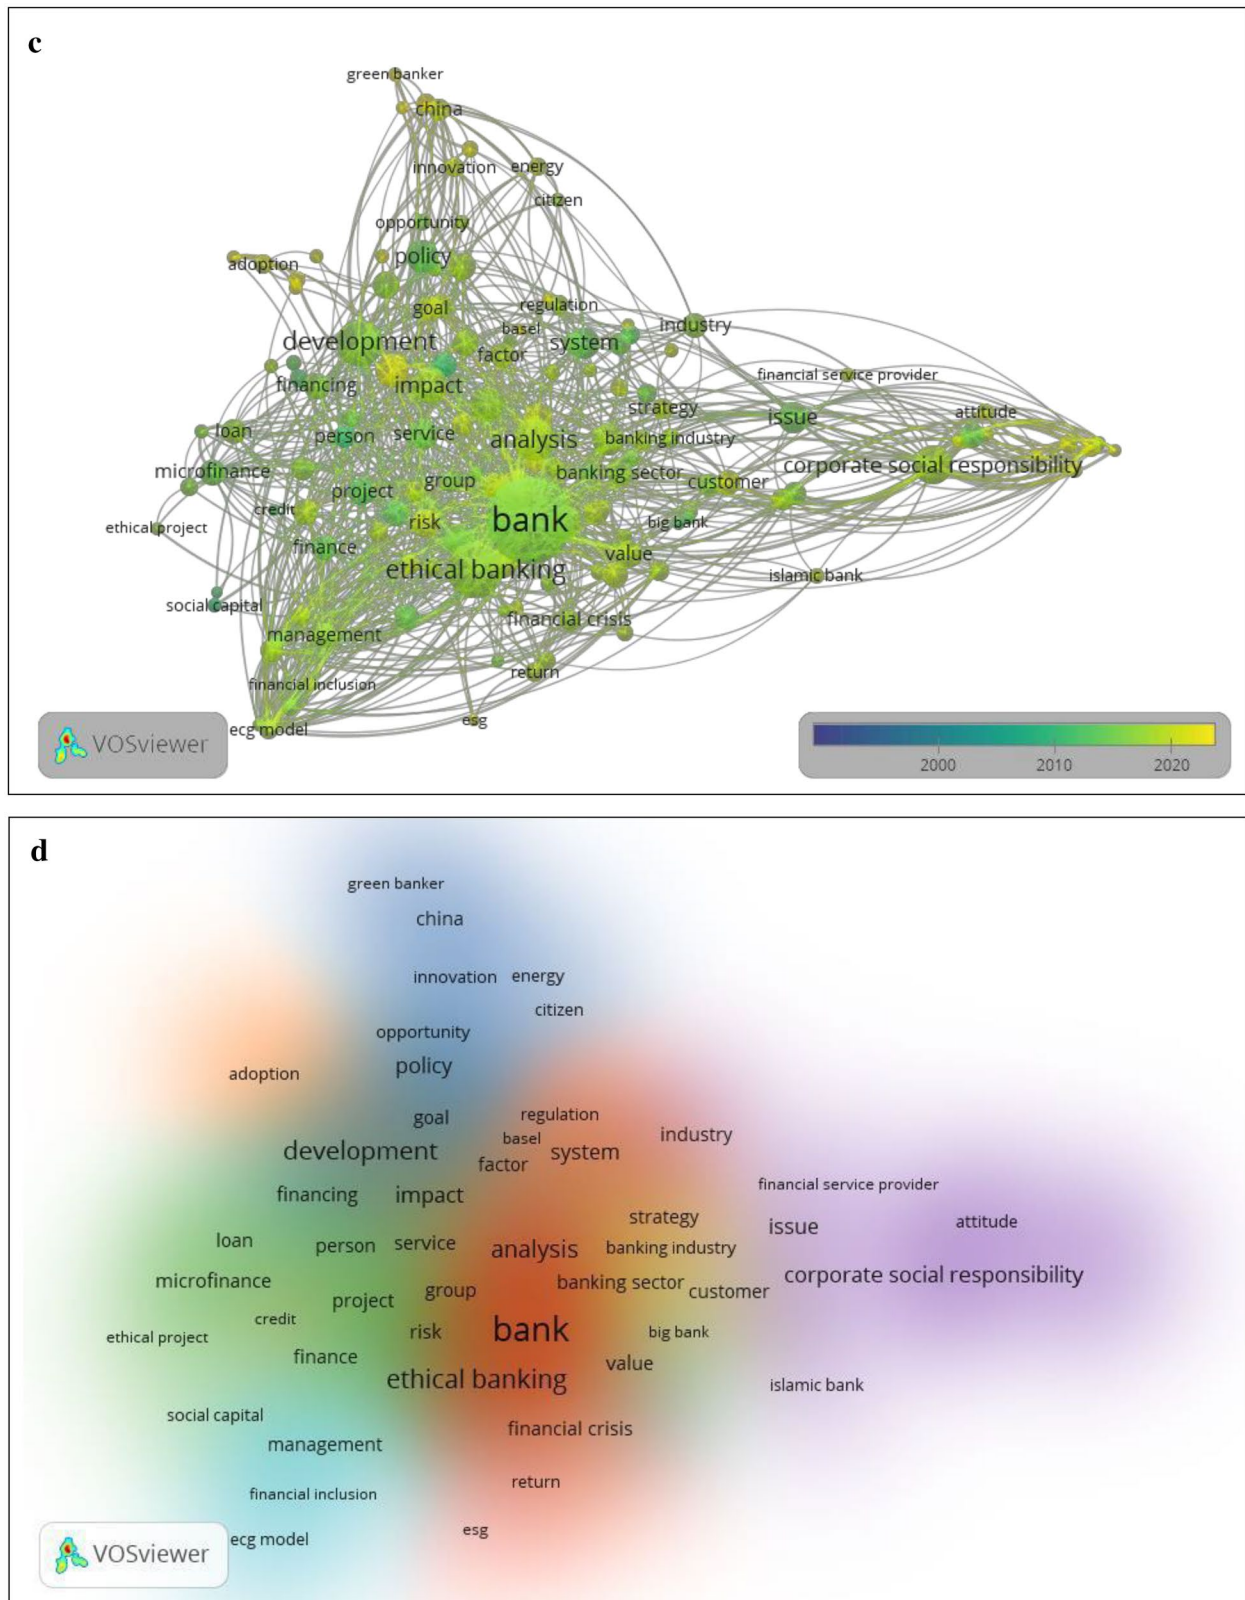 c
green banker
china
innovation energy
citizen
opportunity
policy
adoption
goal
regulation
basel
industry
development
system
factor
financial service provider
financing
impact
strategy
attitude
issue
loan
person
service
analysis
banking industry
corporate social responsibility
microfinance
banking sector
group
customer
project
credit
bank
risk
big bank
ethical project
finance
value
ethical banking
islamic bank
social capital
financial crisis
management
return
financial inclusion
esg
ecg model
VOSviewer
2000 2010 2020
d
green banker
china
innovation energy
citizen
opportunity
policy
adoption
goal
regulation
basel
industry
development
system
factor
financial service provider
financing
impact
strategy
attitude
issue
loan
person
service
analysis
banking industry
corporate social responsibility
microfinance
banking sector
group
customer
project
credit
bank
risk
big bank
ethical project
finance
value
ethical banking
islamic bank
social capital
financial crisis
management
return
financial inclusion
esg
ecg model
VOSviewer